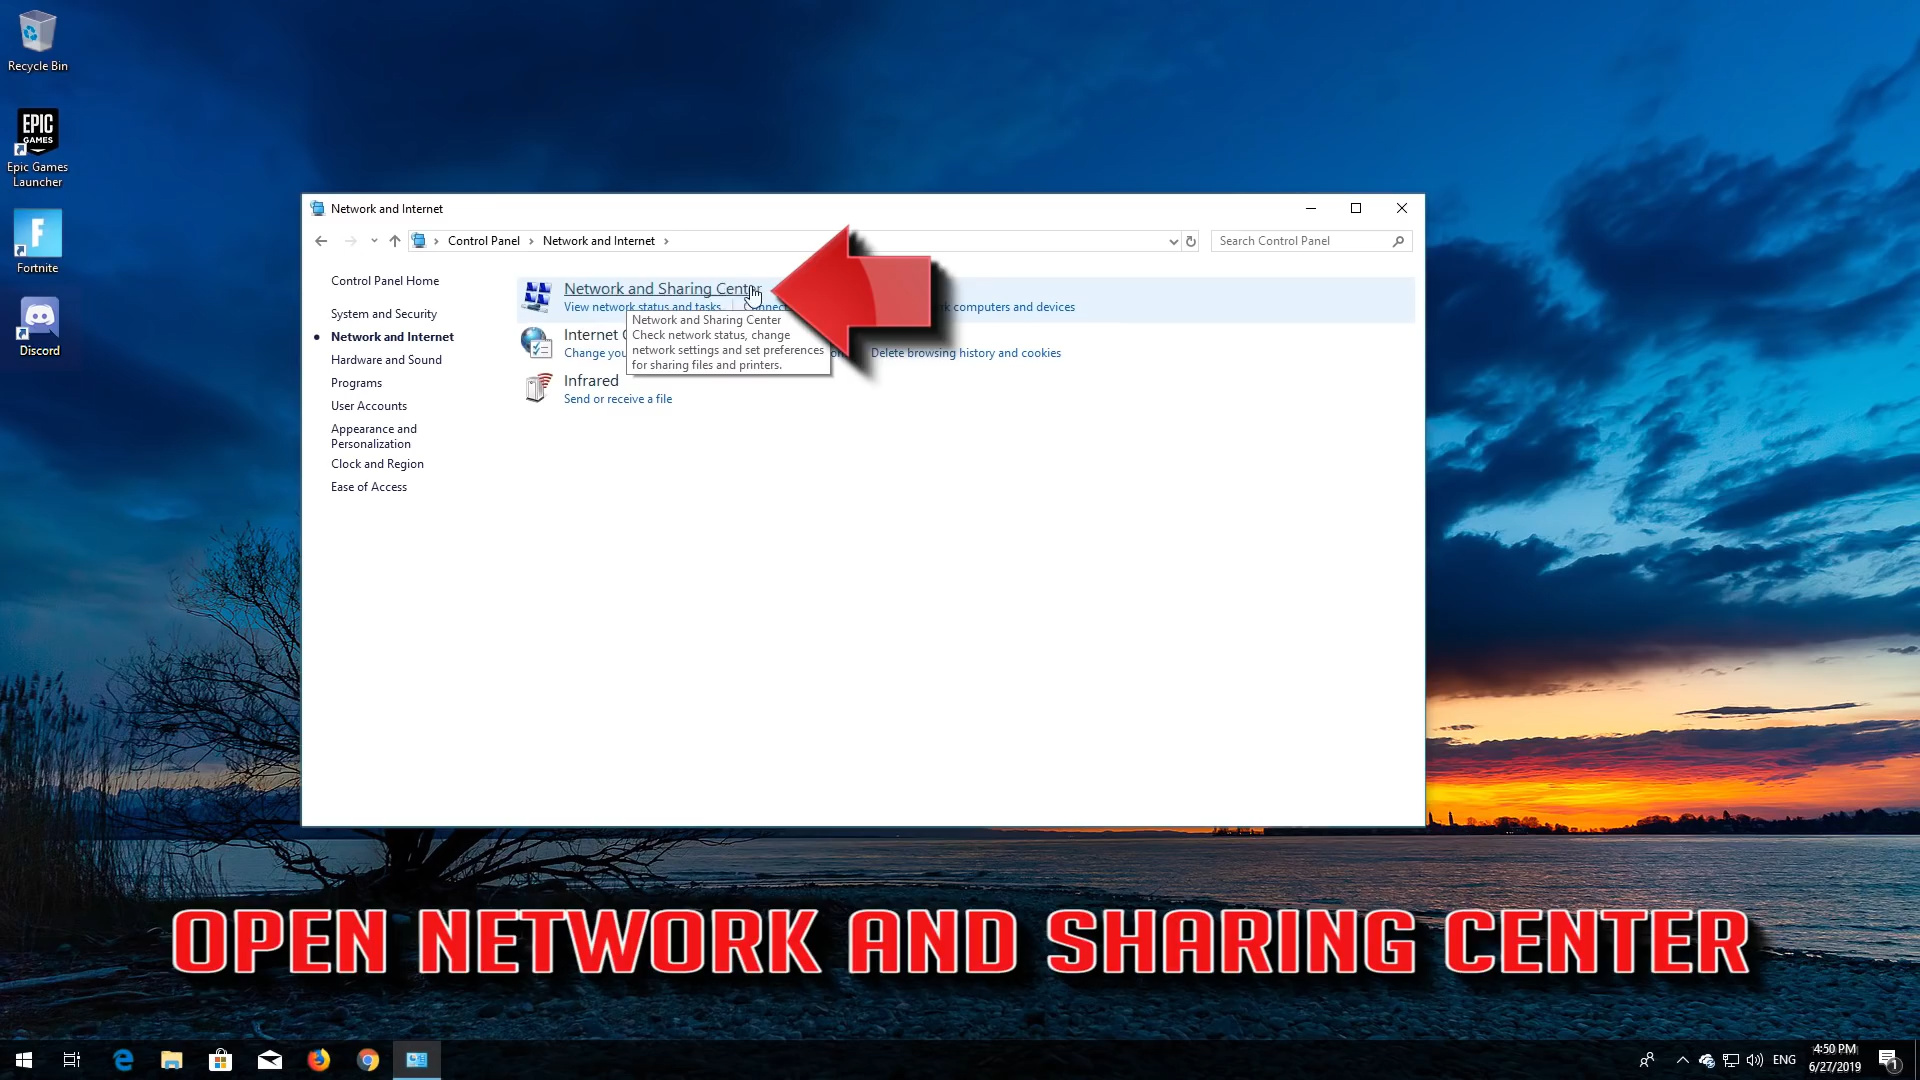 Recycle Bin
EPIC
GAMES
Epic Games
Launcher
Fortnite
Discord
Network and Internet
Control Panel
Network and Internet
Search Control Panel
Control Panel Home
System and Security
Network and Internet
Hardware and Sound
Programs
User Accounts
Appearance and
Personalization
Clock and Region
Ease of Access
Network and Sharing Center
View network status and tasks
computers and devices
Network and Sharing Center
Check network status, change
network settings and set preferences
for sharing files and printers.
Internet
Change
Delete browsing history and cookies
Infrared
Send or receive a file
OPEN NETWORK AND SHARING CENTER
ENG
4:50 PM
6/27/2019
1